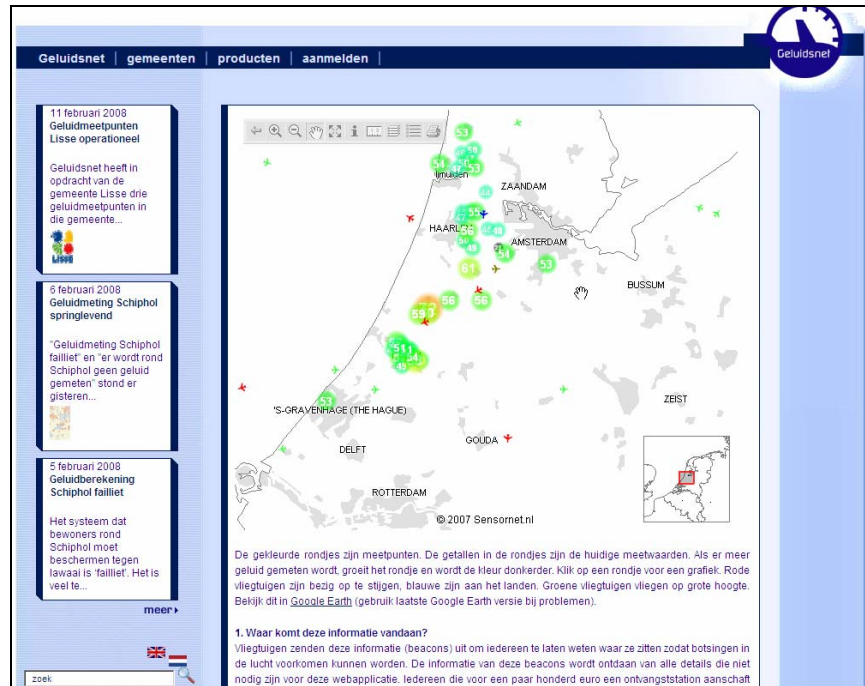 Geluidsnet
Geluidsnet | gemeenten | producten | aanmelden |
11 februari 2008
Geluidmeetpunten
Lisse operationeel
Geluidsnet heeft in
opdracht van de
gemeente Lisse drie
geluidmeetpunten in
die gemeente...
LISSE
6 februari 2008
Geluidmeting Schiphol
springlevend
"Geluidmeting Schiphol
failliet" en "er wordt rond
Schiphol geen geluid
gemeten" stond er
gisteren...
5 februari 2008
Geluidberekening
Schiphol failliet
Het systeem dat
bewoners rond
Schiphol moet
beschermen tegen
lawaai is 'failliet'. Het is
veel te...
meer
zoek
53
54
53
IJmuiden
ZAANDAM
55
HAARLEM
56
49
AMSTERDAM
54
53
61
BUSSUM
56
56
59
51
54
49
53
'S-GRAVENHAGE (THE HAGUE)
ZEIST
DELFT
GOUDA
ROTTERDAM
© 2007 Sensornet.nl
De gekleurde rondjes zijn meetpunten. De getallen in de rondjes zijn de huidige meetwaarden. Als er meer
geluid gemeten wordt, groeit het rondje en wordt de kleur donkerder. Klik op een rondje voor een grafiek. Rode
vliegtuigen zijn bezig op te stijgen, blauwe zijn aan het landen. Groene vliegtuigen vliegen op grote hoogte.
Bekijk dit in Google Earth (gebruik laatste Google Earth versie bij problemen).
1. Waar komt deze informatie vandaan?
Vliegtuigen zenden deze informatie (beacons) uit om iedereen te laten weten waar ze zitten zodat botsingen in
de lucht voorkomen kunnen worden. De informatie van deze beacons wordt ontdaan van alle details die niet
nodig zijn voor deze webapplicatie. Iedereen die voor een paar honderd euro een ontvangststation aanschaft